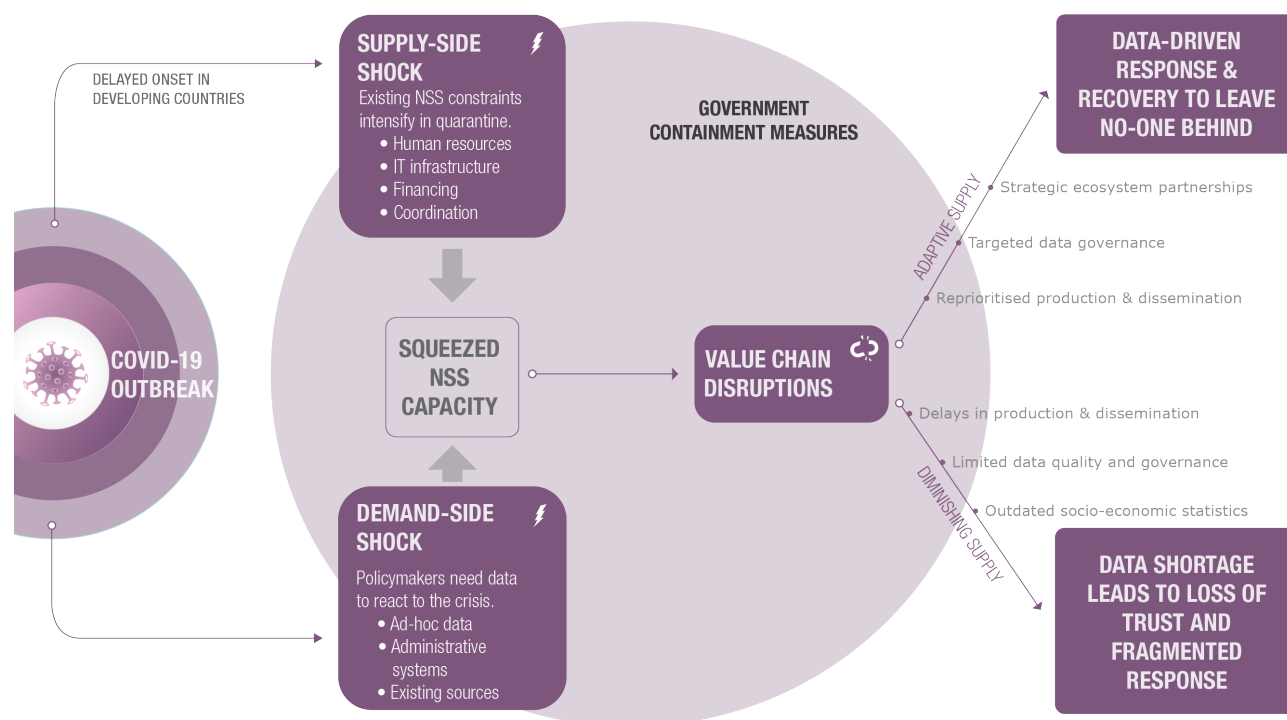 DELAYED ONSET IN
DEVELOPING COUNTRIES
COVID-19
OUTBREAK
SUPPLY-SIDE
SHOCK
Existing NSS constraints
intensify in quarantine.
• Human resources
• IT infrastructure
• Financing
• Coordination
SQUEEZED
NSS
CAPACITY
DEMAND-SIDE
SHOCK
Policymakers need data
to react to the crisis.
• Ad-hoc data
• Administrative
systems
• Existing sources
GOVERNMENT
CONTAINMENT MEASURES
VALUE CHAIN
DISRUPTIONS
ADAPTIVE SUPPLY
DATA-DRIVEN
RESPONSE &
RECOVERY TO LEAVE
NO-ONE BEHIND
Strategic ecosystem partnerships
Targeted data governance
Reprioritised production & dissemination
Delays in production & dissemination
Limited data quality and governance
Outdated socio-economic statistics
DIMINISHING SUPPLY
DATA SHORTAGE
LEADS TO LOSS OF
TRUST AND
FRAGMENTED
RESPONSE